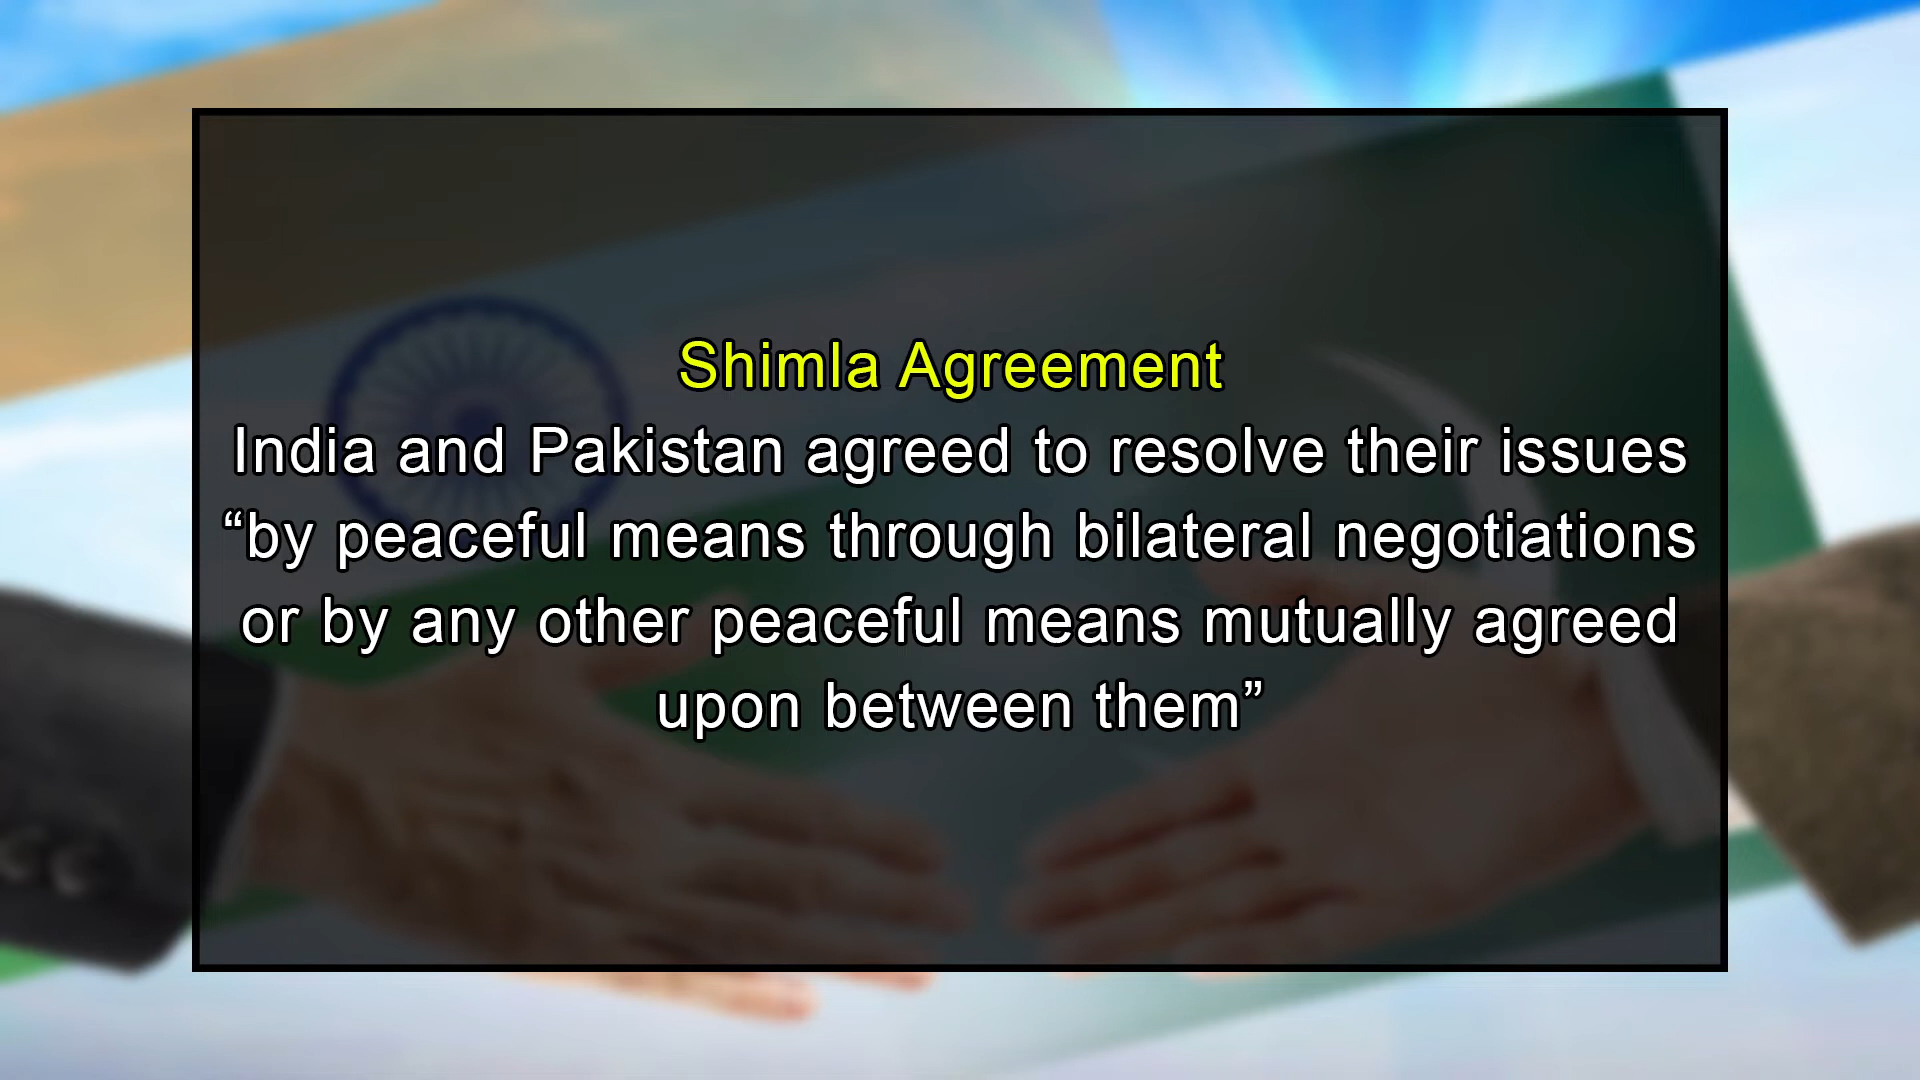 Shimla Agreement
India and Pakistan agreed to resolve their issues
“by peaceful means through bilateral negotiations
or by any other peaceful means mutually agreed
upon between them”